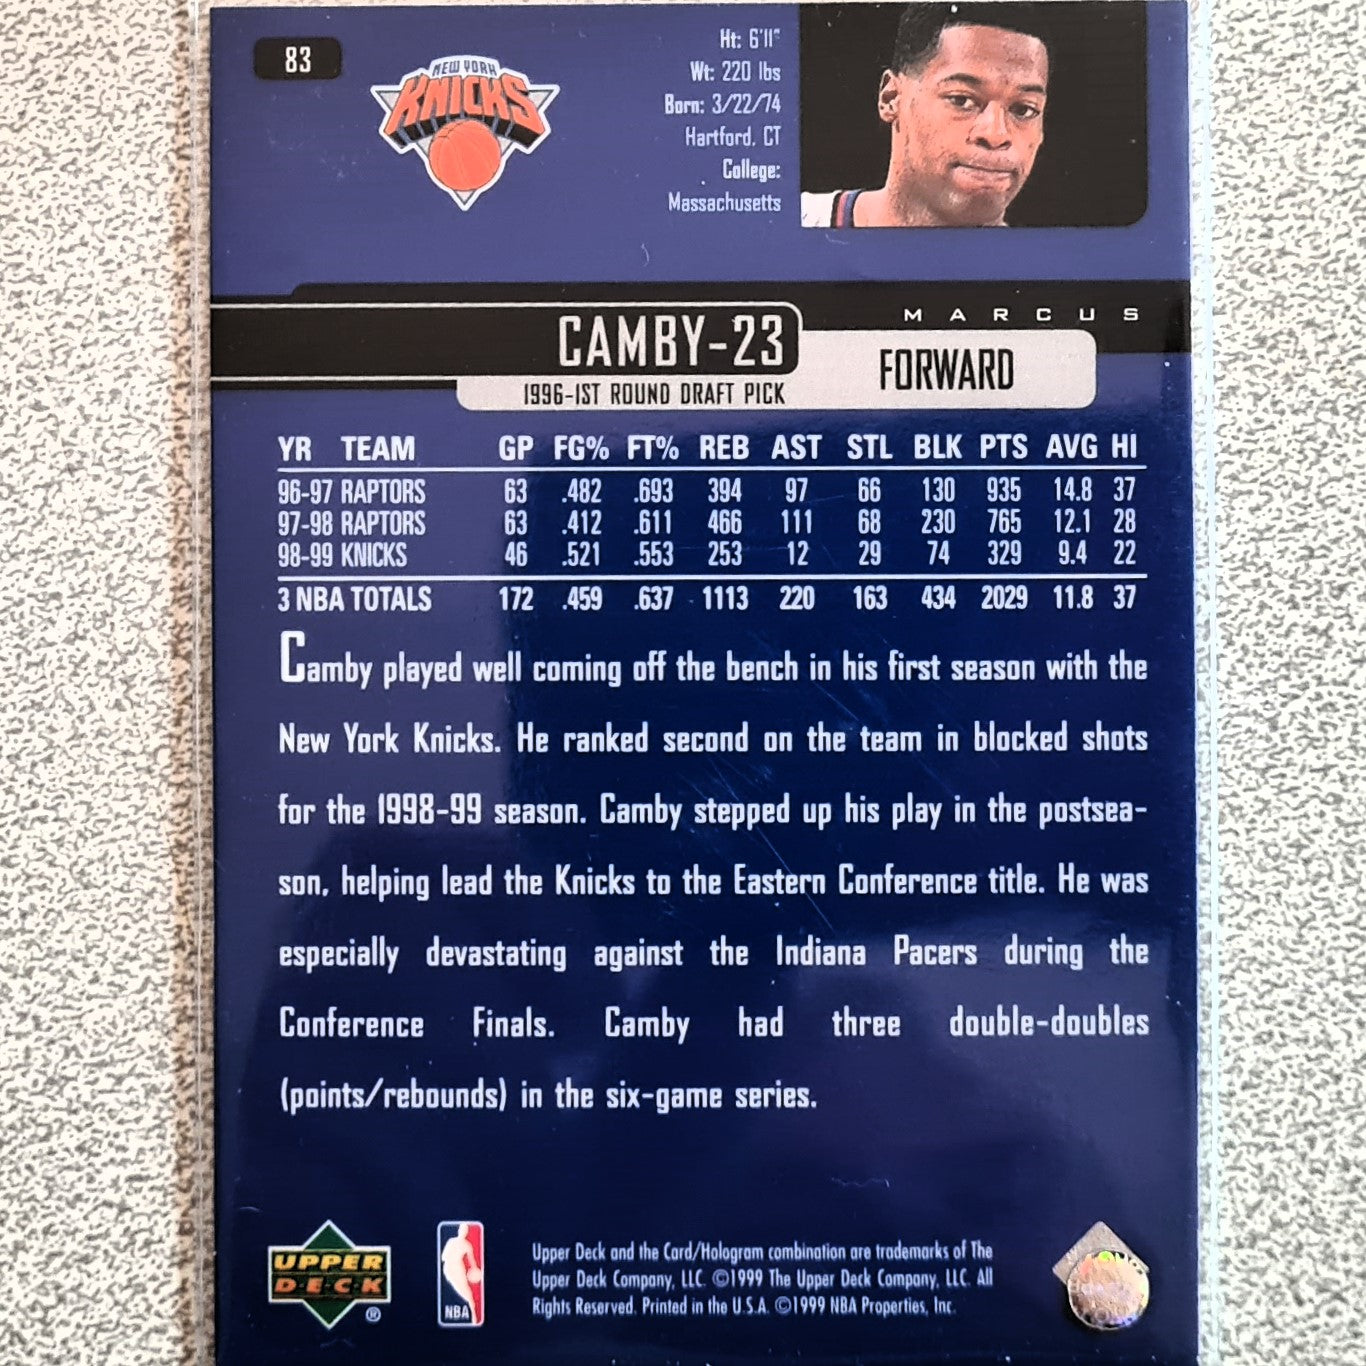 83
NEW YORK
KNICKS
Ht: 6'11"
Wt: 220 lbs
Born: 3/22/74
Hartford, CT
College:
Massachusetts
MARCUS
CAMBY-23
FORWARD
1996-1ST ROUND DRAFT PICK
YR TEAM GP FG% FT% REB AST STL BLK PTS AVG HI
96-97 RAPTORS 63 .482 .693 394 97 66 130 935 14.8 37
97-98 RAPTORS 63 .412 .611 466 111 68 230 765 12.1 28
98-99 KNICKS 46 .521 .553 253 12 29 74 329 9.4 22
3 NBA TOTALS 172 .459 .637 1113 220 163 434 2029 11.8 37
Camby played well coming off the bench in his first season with the
New York Knicks. He ranked second on the team in blocked shots
for the 1998-99 season. Camby stepped up his play in the postsea-
son, helping lead the Knicks to the Eastern Conference title. He was
especially devastating against the Indiana Pacers during the
Conference Finals. Camby had three double-doubles
(points/rebounds) in the six-game series.
UPPER
D·E·C·K
®
NBA
Upper Deck and the Card/Hologram combination are trademarks of The
Upper Deck Company, LLC. ©1999 The Upper Deck Company, LLC. All
Rights Reserved. Printed in the U.S.A. ©1999 NBA Properties, Inc.